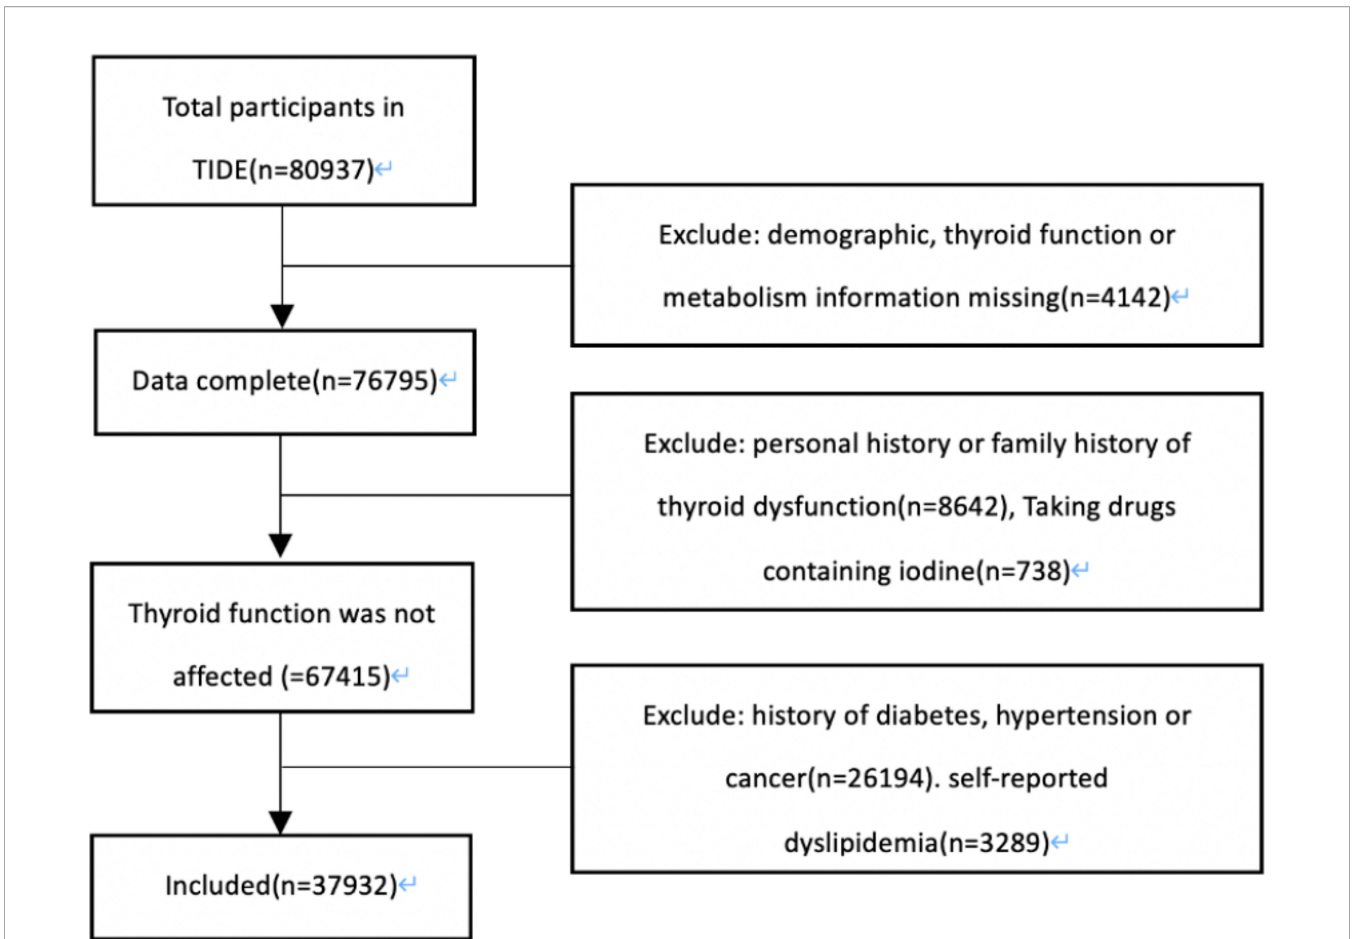 Total participants in
TIDE(n=80937)↵
Exclude: demographic, thyroid function or
metabolism information missing(n=4142)↵
Data complete(n=76795)↵
Exclude: personal history or family history of
thyroid dysfunction(n=8642), Taking drugs
containing iodine(n=738)↵
Thyroid function was not
affected (=67415)↵
Exclude: history of diabetes, hypertension or
cancer(n=26194). self-reported
dyslipidemia(n=3289)↵
Included(n=37932)↵